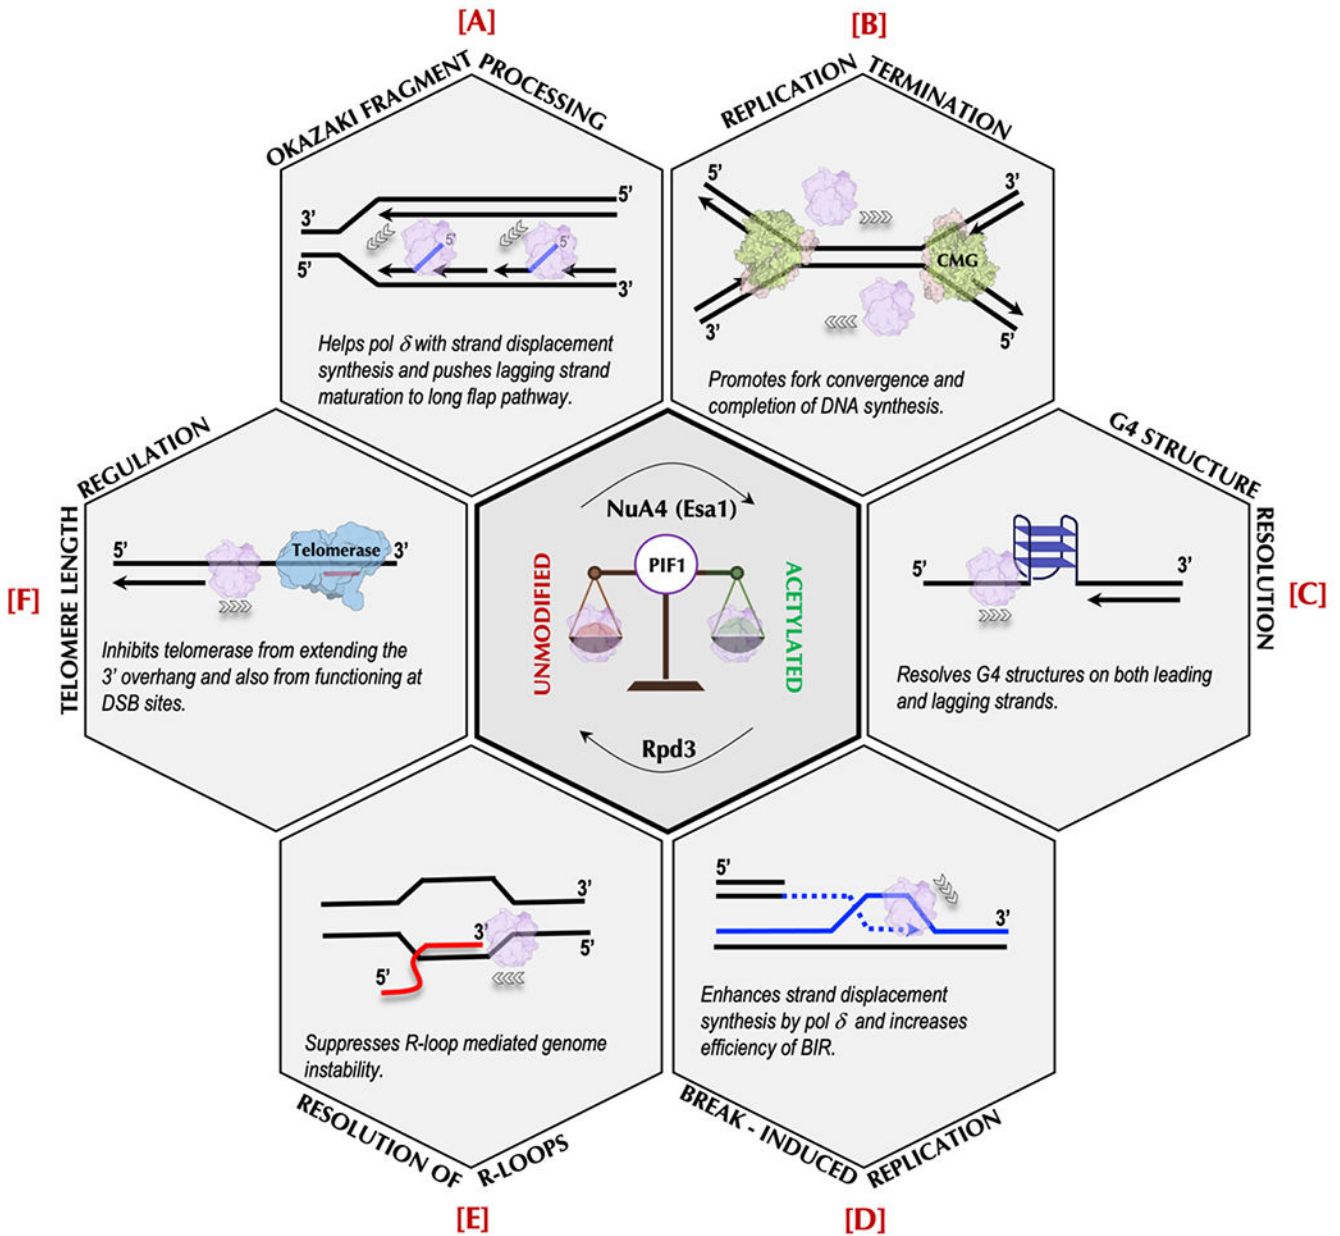 [A]
OKAZAKI FRAGMENT PROCESSING
3'
5'
5'
5'
5'
3'
Helps pol δ with strand displacement
synthesis and pushes lagging strand
maturation to long flap pathway.
[B]
REPLICATION TERMINATION
5'
3'
CMG
3'
5'
Promotes fork convergence and
completion of DNA synthesis.
[F]
TELOMERE LENGTH REGULATION
5'
Telomerase
3'
Inhibits telomerase from extending the
3' overhang and also from functioning at
DSB sites.
NuA4 (Esa1)
PIF1
UNMODIFIED
ACETYLATED
Rpd3
[C]
G4 STRUCTURE RESOLUTION
5'
3'
Resolves G4 structures on both leading
and lagging strands.
3'
3'
5'
5'
Suppresses R-loop mediated genome
instability.
RESOLUTION OF R-LOOPS
[E]
5'
3'
Enhances strand displacement
synthesis by pol δ and increases
efficiency of BIR.
BREAK - INDUCED REPLICATION
[D]